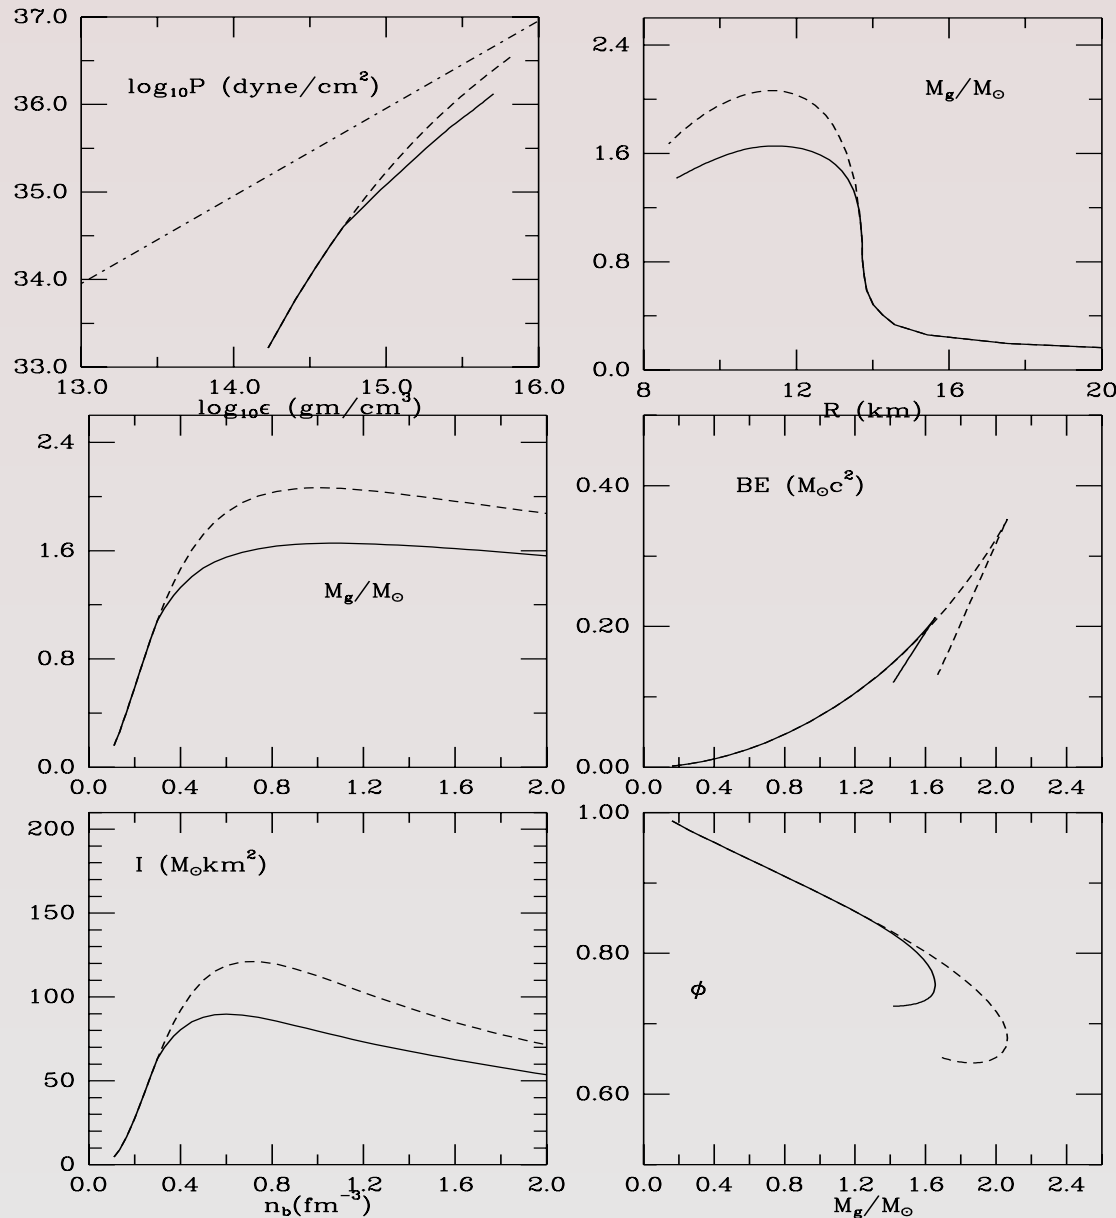 37.0
36.0
35.0
34.0
33.0
log₁₀P (dyne/cm²)
13.0 14.0 15.0 16.0
log₁₀ϵ (gm/cm³)
2.4
1.6
0.8
0.0
M_g/M_⊙
8 12 16 20
R (km)
2.4
1.6
0.8
0.0
M_g/M_⊙
0.0 0.4 0.8 1.2 1.6 2.0
0.40
0.20
0.00
BE (M_⊙c²)
0.0 0.4 0.8 1.2 1.6 2.0 2.4
200
150
100
50
0
I (M_⊙km²)
0.0 0.4 0.8 1.2 1.6 2.0
n_b(fm⁻³)
1.00
0.80
0.60
ϕ
0.0 0.4 0.8 1.2 1.6 2.0 2.4
M_g/M_⊙